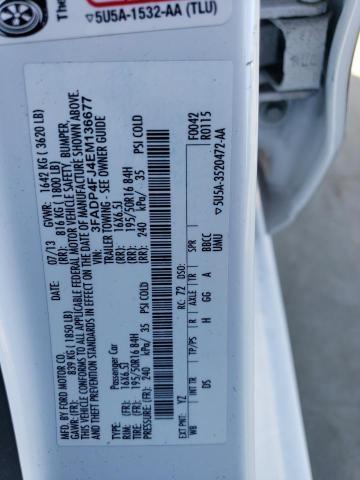 The
5U5A-1532-AA (TLU)
MFD. BY FORD MOTOR CO.
DATE: 07/13 GVWR: 1642 KG ( 3620 LB)
GAWR: (FR) 839 KG ( 1850 LB) (RR) 816 KG ( 1800 LB)
THIS VEHICLE CONFORMS TO ALL APPLICABLE FEDERAL MOTOR VEHICLE SAFETY, BUMPER,
AND THEFT PREVENTION STANDARDS IN EFFECT ON THE DATE OF MANUFACTURE SHOWN ABOVE.
VIN: 3FADP4FJ4EM136677
Passenger Car TRAILER TOWING - SEE OWNER GUIDE
RIM: (FR) 16X6.5J (RR) 16X6.5J
TIRE: (FR) 195/50R16 84H (RR) 195/50R16 84H
PRESSURE: (FR) 240 kPa/ 35 PSI COLD (RR) 240 kPa/ 35 PSI COLD
F0042
R0115
EXT PNT: YZ RC: 72 DSO:
WB INT TR TP/PS R AXLE TR SPR
DS H GG A BBCC
UMU
5U5A-3520472-AA